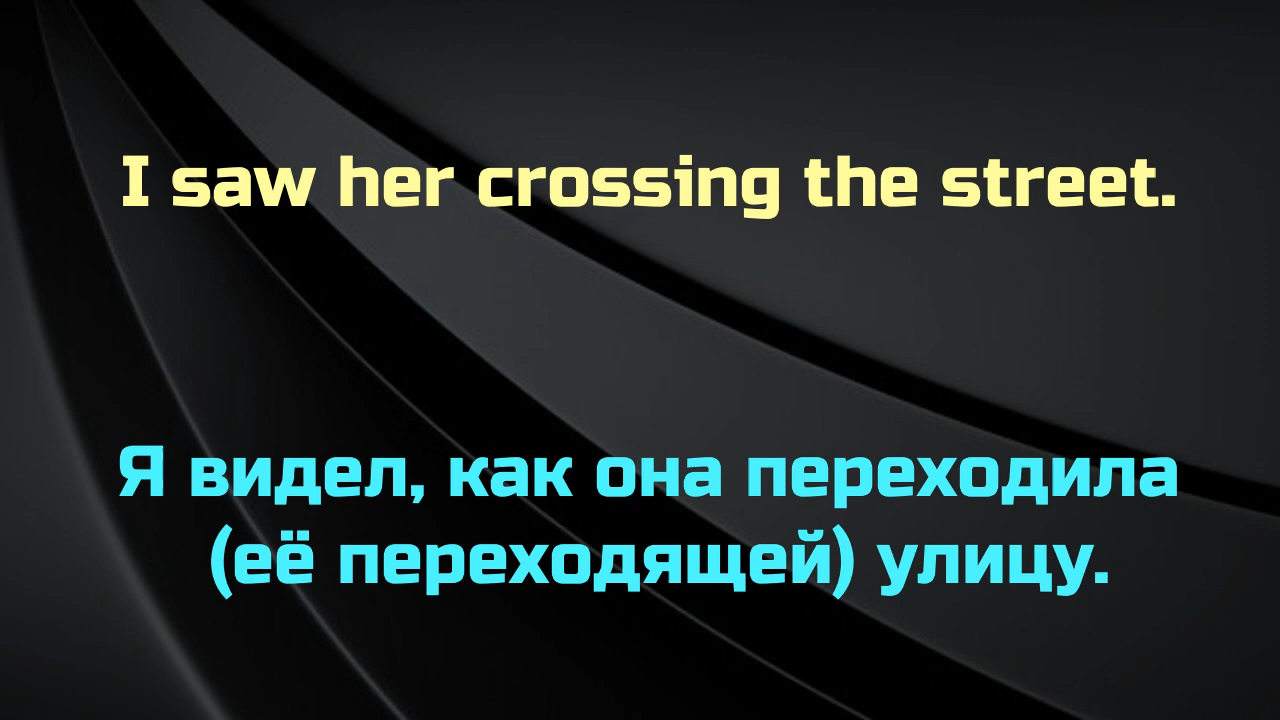 I saw her crossing the street.
Я видел, как она переходила
(её переходящей) улицу.